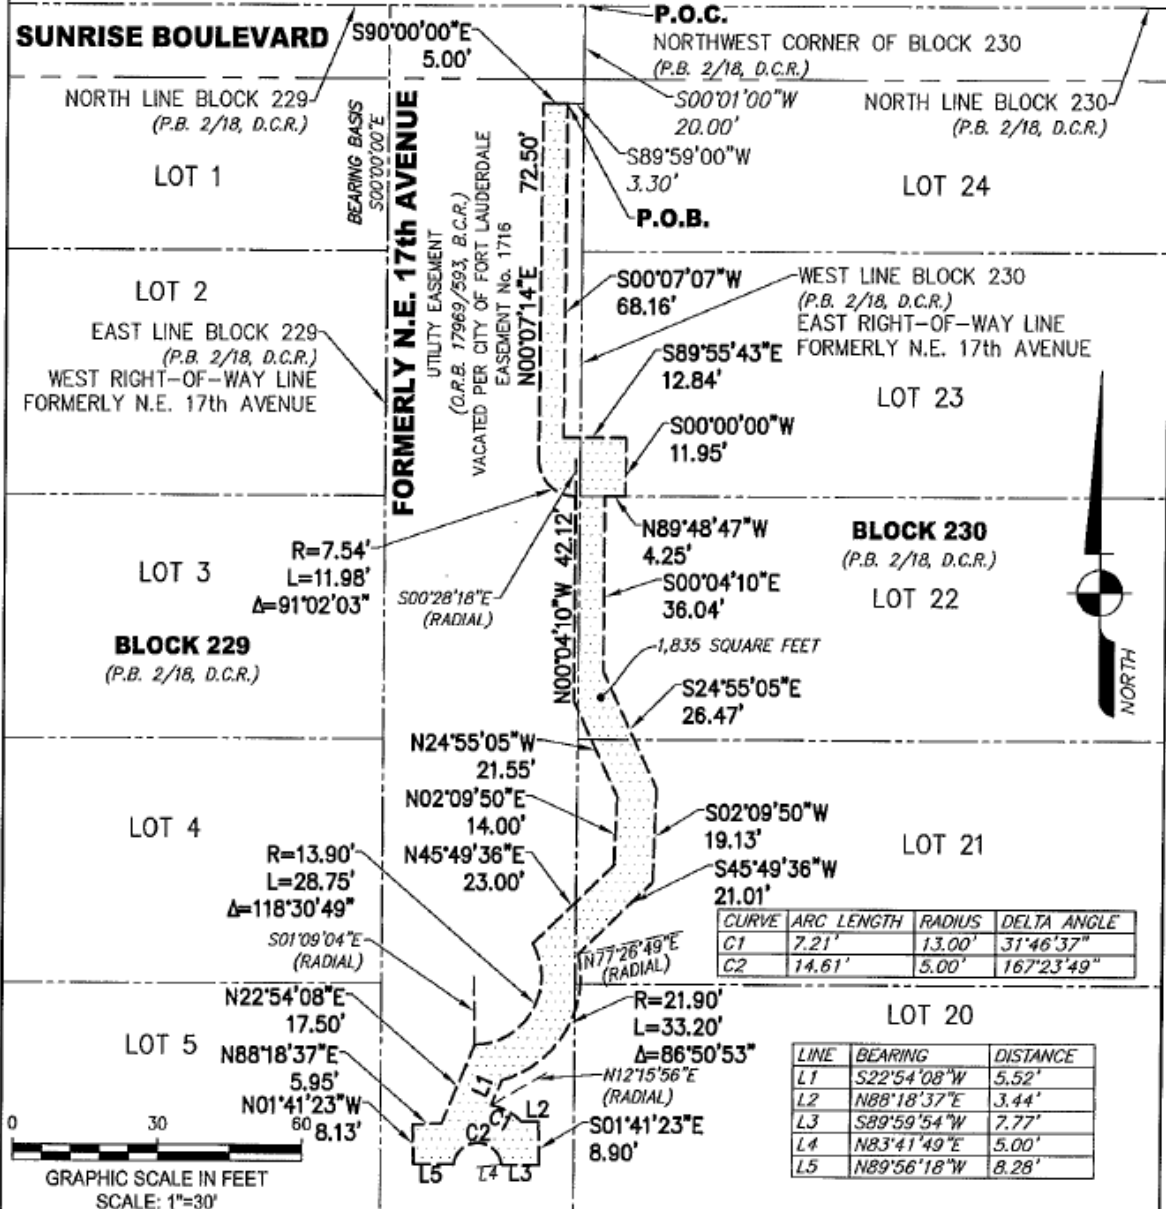 P.O.C.
SUNRISE BOULEVARD
S90°00'00"E
5.00'
NORTHWEST CORNER OF BLOCK 230
(P.B. 2/18, D.C.R.)
NORTH LINE BLOCK 229
(P.B. 2/18, D.C.R.)
S00°01'00"W
20.00'
NORTH LINE BLOCK 230
(P.B. 2/18, D.C.R.)
LOT 1
BEARING BASIS
S00°00'00"E
FORMERLY N.E. 17th AVENUE
UTILITY EASEMENT
(O.R.B. 17969/593, B.C.R.)
VACATED PER CITY OF FORT LAUDERDALE
EASEMENT No. 1716
N00°07'14"E
72.50'
S89°59'00"W
3.30'
LOT 24
P.O.B.
LOT 2
EAST LINE BLOCK 229
(P.B. 2/18, D.C.R.)
WEST RIGHT-OF-WAY LINE
FORMERLY N.E. 17th AVENUE
S00°07'07"W
68.16'
WEST LINE BLOCK 230
(P.B. 2/18, D.C.R.)
EAST RIGHT-OF-WAY LINE
FORMERLY N.E. 17th AVENUE
S89°55'43"E
12.84'
LOT 23
S00°00'00"W
11.95'
R=7.54'
L=11.98'
Δ=91°02'03"
LOT 3
S00°28'18"E
(RADIAL)
N00°04'10"W 42.12'
N89°48'47"W
4.25'
S00°04'10"E
36.04'
BLOCK 230
(P.B. 2/18, D.C.R.)
LOT 22
BLOCK 229
(P.B. 2/18, D.C.R.)
1,835 SQUARE FEET
S24°55'05"E
26.47'
NORTH
N24°55'05"W
21.55'
N02°09'50"E
14.00'
LOT 4
S02°09'50"W
19.13'
LOT 21
R=13.90'
L=28.75'
Δ=118°30'49"
N45°49'36"E
23.00'
S45°49'36"W
21.01'
S01°09'04"E
(RADIAL)
N77°26'49"E
(RADIAL)
CURVE ARC LENGTH RADIUS DELTA ANGLE
C1 7.21' 13.00' 31°46'37"
C2 14.61' 5.00' 167°23'49"
N22°54'08"E
17.50'
R=21.90'
L=33.20'
Δ=86°50'53"
LOT 20
LOT 5
N88°18'37"E
5.95'
N01°41'23"W
8.13'
L1
N12°15'56"E
(RADIAL)
C1
L2
C2
S01°41'23"E
8.90'
L5
L4
L3
LINE BEARING DISTANCE
L1 S22°54'08"W 5.52'
L2 N88°18'37"E 3.44'
L3 S89°59'54"W 7.77'
L4 N83°41'49"E 5.00'
L5 N89°56'18"W 8.28'
0 30 60
GRAPHIC SCALE IN FEET
SCALE: 1"=30'